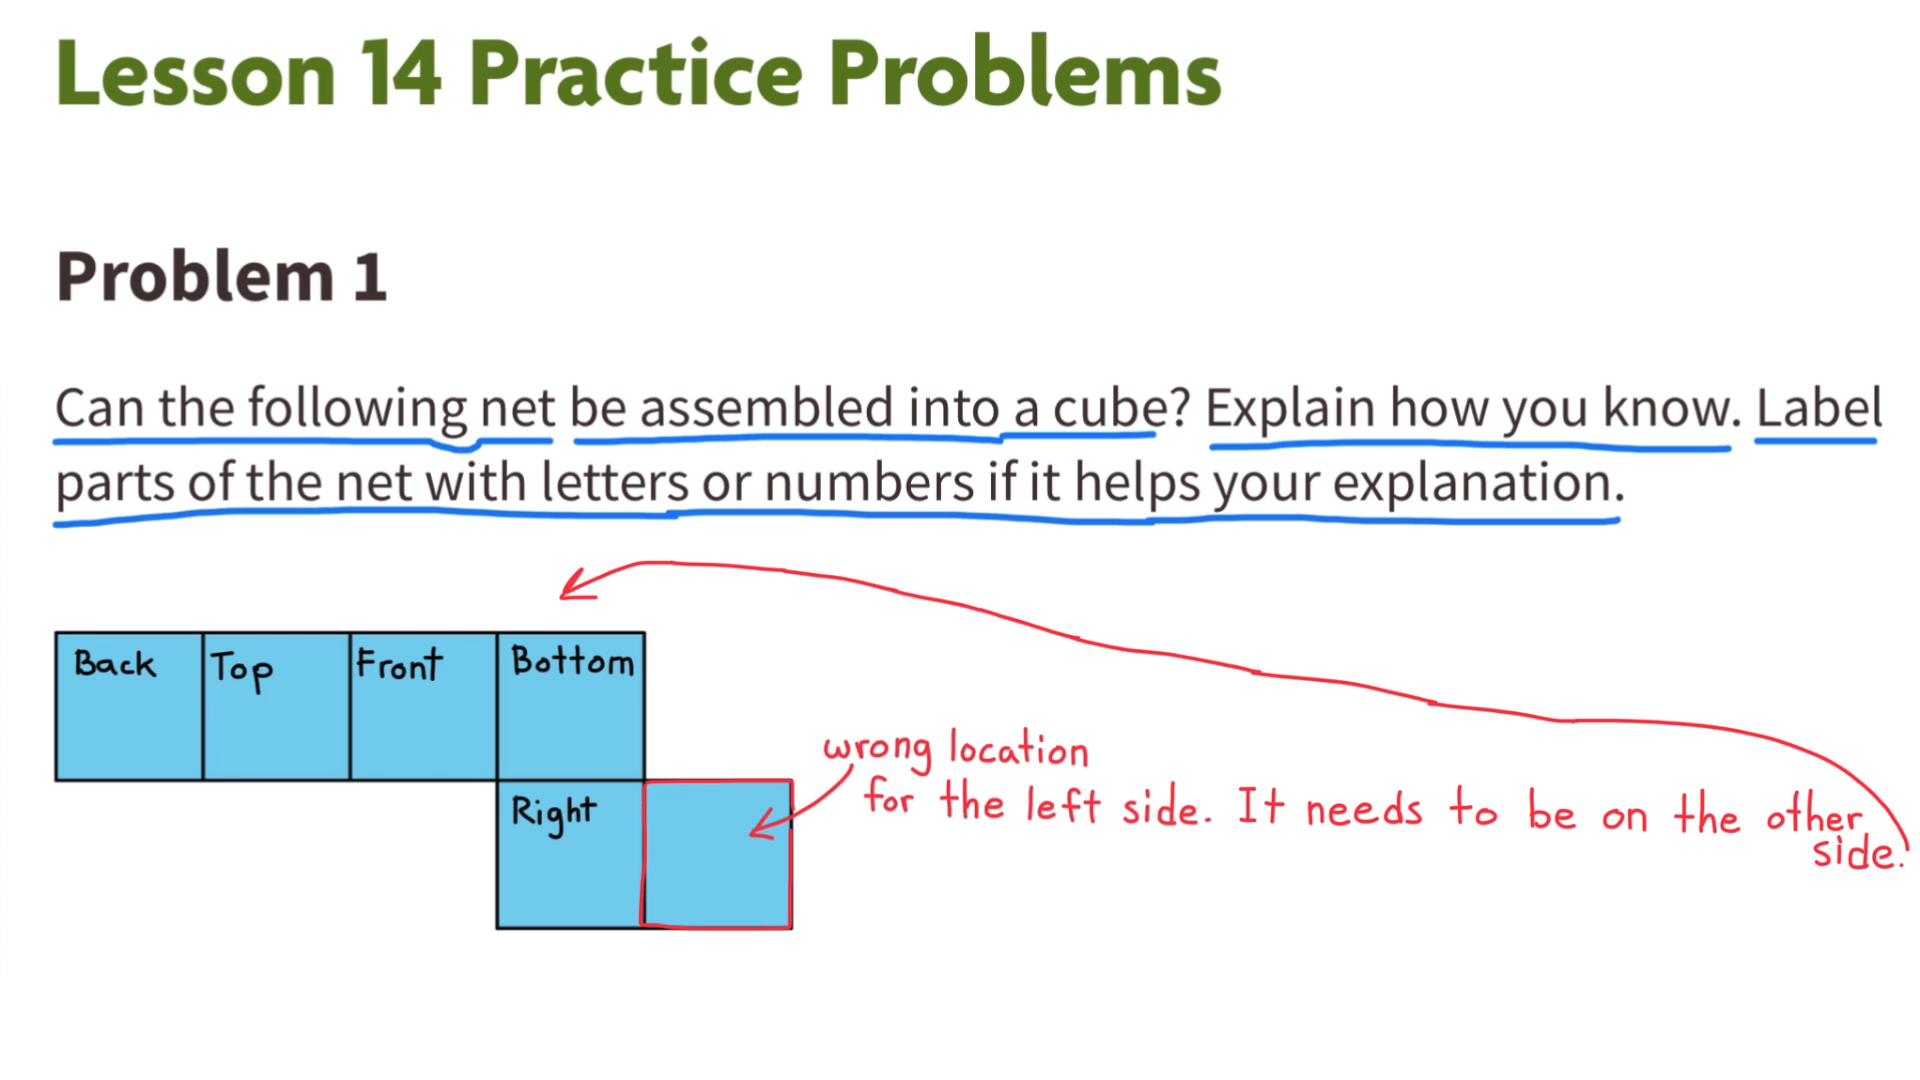 Lesson 14 Practice Problems
Problem 1
Can the following net be assembled into a cube? Explain how you know. Label
parts of the net with letters or numbers if it helps your explanation.
Back Top Front Bottom
Right
wrong location
for the left side. It needs to be on the other
side.